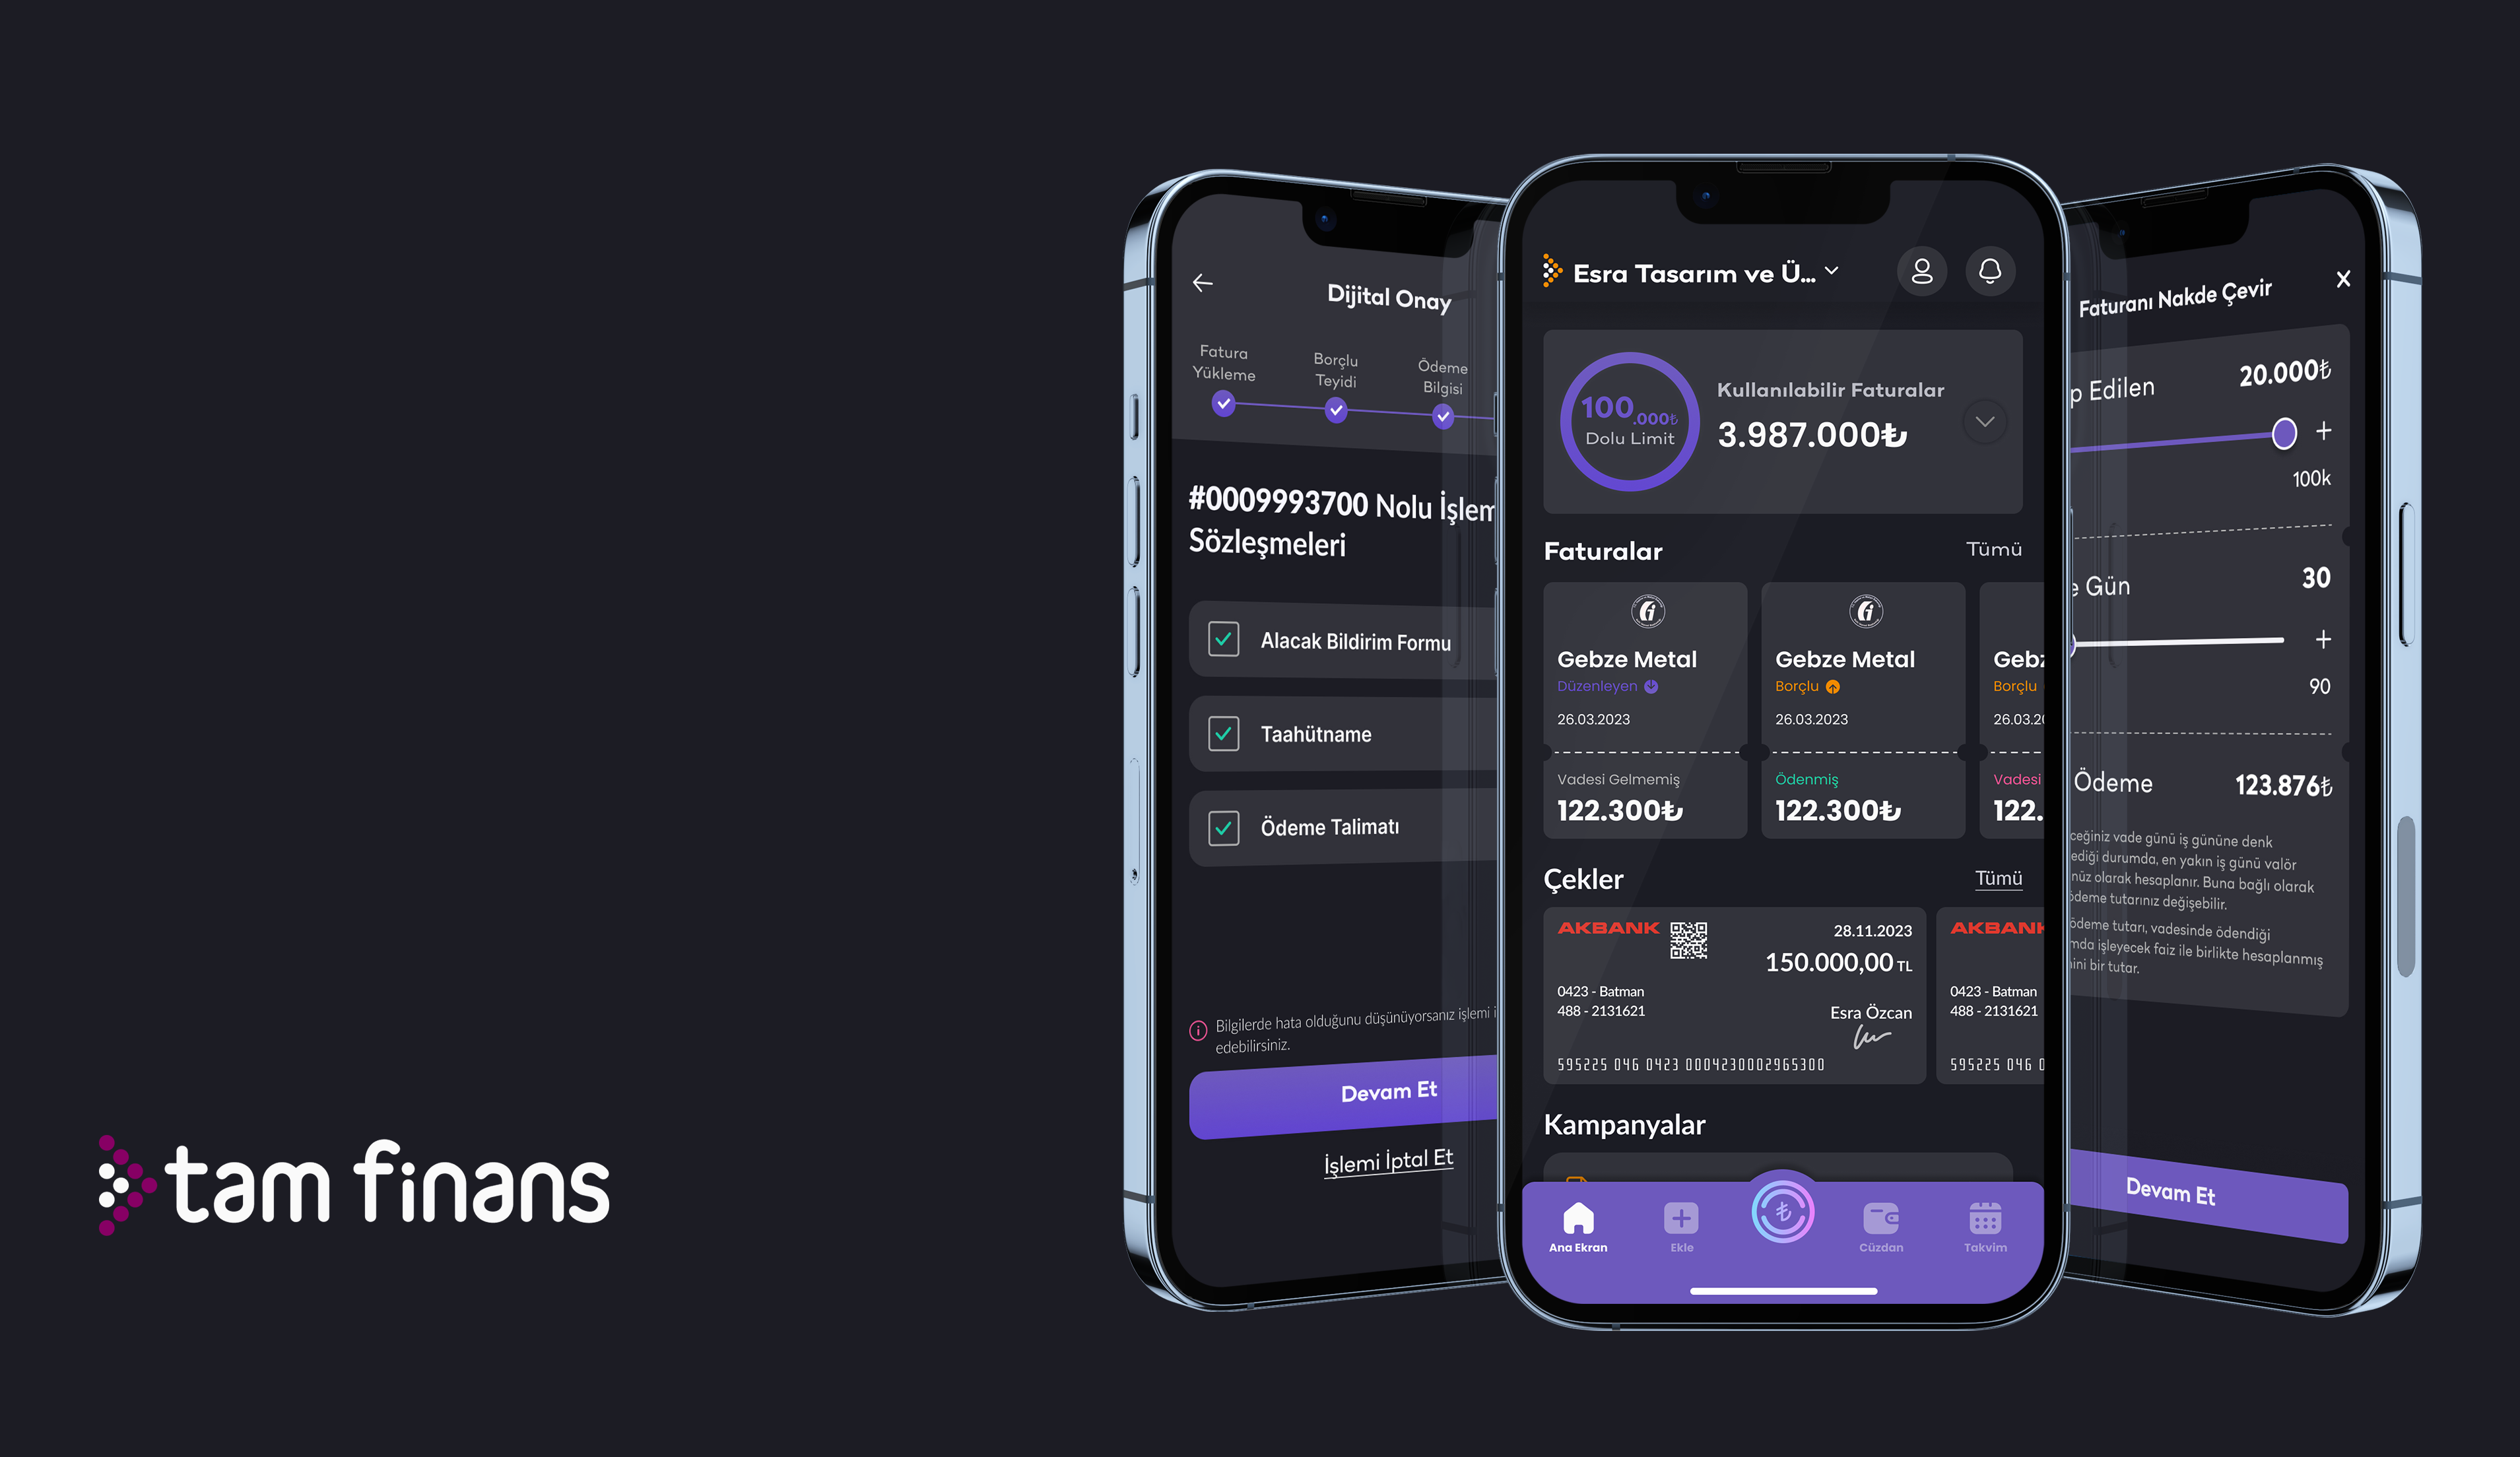 Dijital Onay
Fatura
Yükleme
Borçlu
Teyidi
Ödeme
Bilgisi
#0009993700 Nolu İşlem
Sözleşmeleri
Alacak Bildirim Formu
Taahütname
Ödeme Talimatı
Bilgilerde hata olduğunu düşünüyorsanız işlemi i
edebilirsiniz.
Devam Et
İşlemi İptal Et
Esra Tasarım ve Ü...
100.000₺
Dolu Limit
Kullanılabilir Faturalar
3.987.000₺
Faturalar
Tümü
Gebze Metal
Düzenleyen
26.03.2023
Vadesi Gelmemiş
122.300₺
Gebze Metal
Borçlu
26.03.2023
Ödenmiş
122.300₺
Gebz
Borçlu
26.03.20
Vadesi
122.
Çekler
Tümü
AKBANK
28.11.2023
150.000,00 TL
0423 - Batman
488 - 2131621
Esra Özcan
595225 046 0423 0004230002965300
AKBANK
0423 - Batman
488 - 2131621
595225 046 0
Kampanyalar
Ana Ekran
Ekle
₺
Cüzdan
Takvim
Faturanı Nakde Çevir
p Edilen
20.000₺
100k
e Gün
30
90
Ödeme
123.876₺
ceğiniz vade günü iş gününe denk
ediği durumda, en yakın iş günü valör
nüz olarak hesaplanır. Buna bağlı olarak
ödeme tutarınız değişebilir.
ödeme tutarı, vadesinde ödendiği
mda işleyecek faiz ile birlikte hesaplanmış
ini bir tutar.
Devam Et
tam finans